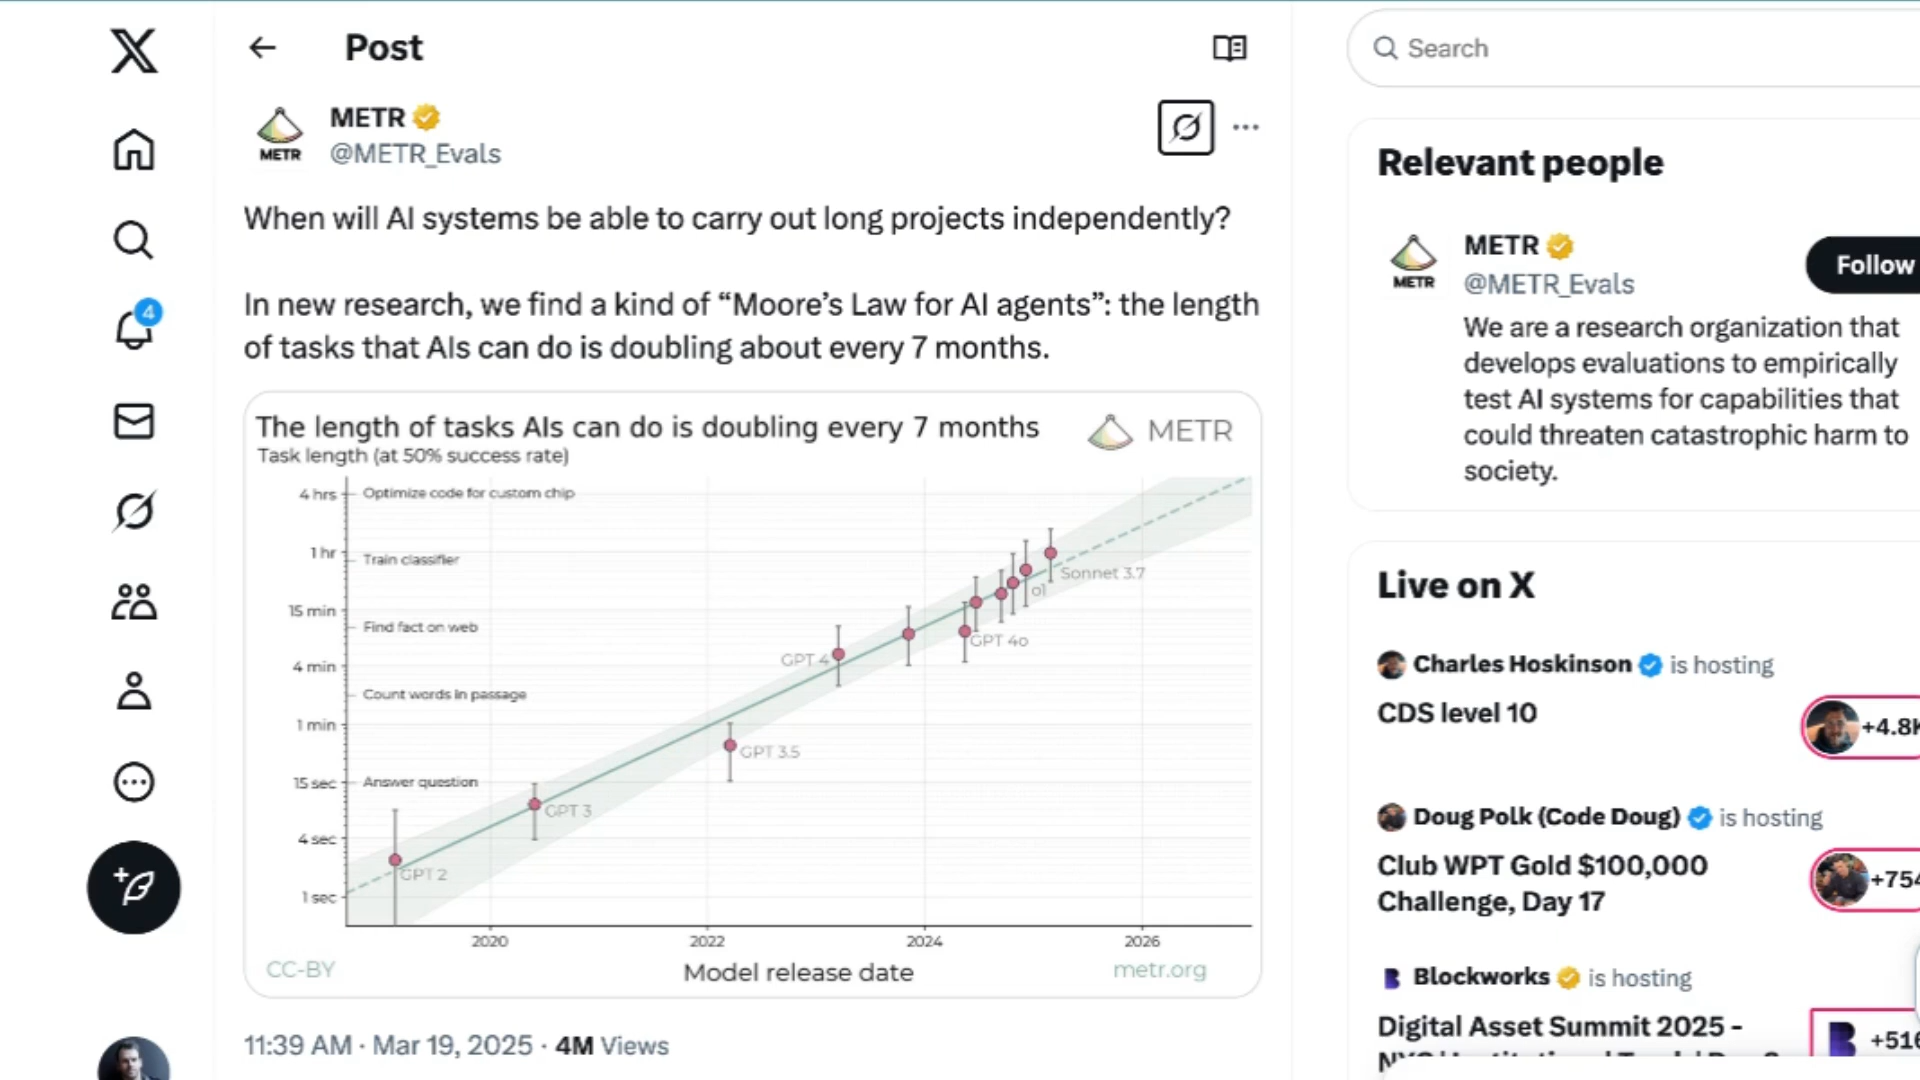 Post
METR
@METR_Evals
METR
When will AI systems be able to carry out long projects independently?
In new research, we find a kind of “Moore’s Law for AI agents”: the length
of tasks that AIs can do is doubling about every 7 months.
The length of tasks AIs can do is doubling every 7 months
METR
Task length (at 50% success rate)
4 hrs
Optimize code for custom chip
1 hr
Train classifier
Sonnet 3.7
o1
15 min
Find fact on web
GPT 4o
GPT 4
4 min
Count words in passage
1 min
GPT 3.5
15 sec
Answer question
GPT 3
4 sec
GPT 2
1 sec
2020
2022
2024
2026
CC-BY
Model release date
metr.org
11:39 AM · Mar 19, 2025 · 4M Views
4
Search
Relevant people
METR
METR
@METR_Evals
Follow
We are a research organization that
develops evaluations to empirically
test AI systems for capabilities that
could threaten catastrophic harm to
society.
Live on X
Charles Hoskinson is hosting
CDS level 10
+4.8K
Doug Polk (Code Doug) is hosting
Club WPT Gold $100,000
Challenge, Day 17
+754
Blockworks is hosting
Digital Asset Summit 2025 -
+516